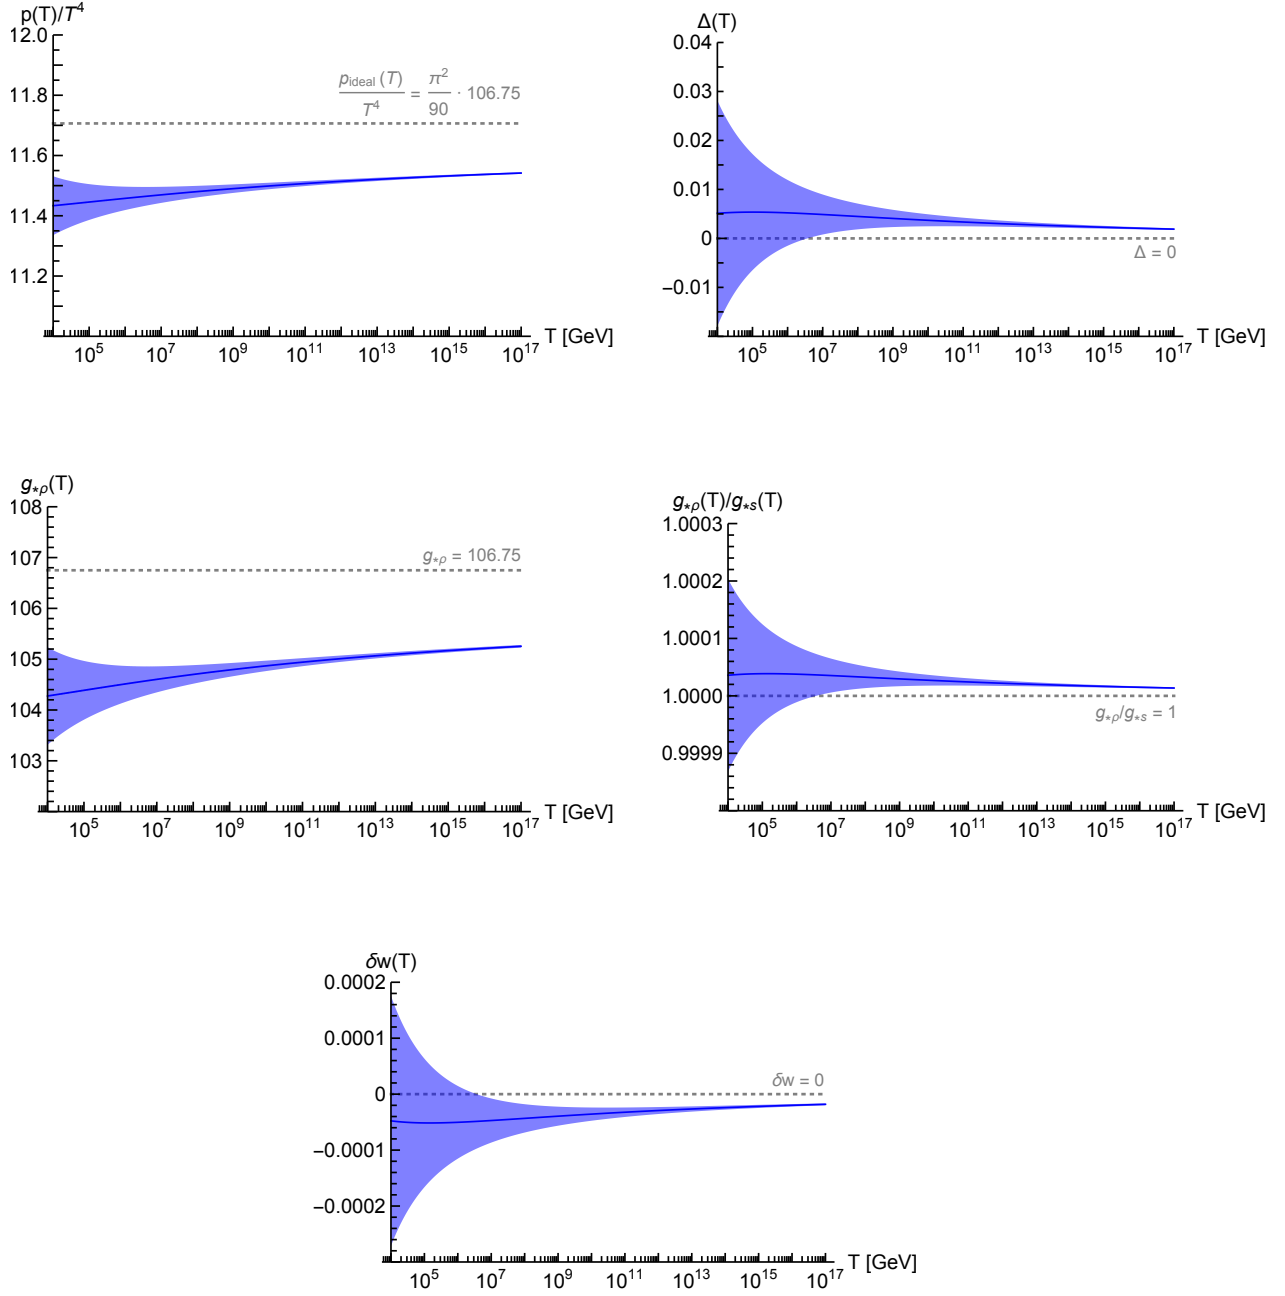 p(T)/T⁴
12.0
11.8
11.6
11.4
11.2
p_ideal (T) / T⁴ = π²/90 · 106.75
10⁵ 10⁷ 10⁹ 10¹¹ 10¹³ 10¹⁵ 10¹⁷ T [GeV]
Δ(T)
0.04
0.03
0.02
0.01
0
−0.01
Δ = 0
10⁵ 10⁷ 10⁹ 10¹¹ 10¹³ 10¹⁵ 10¹⁷ T [GeV]
g*ρ(T)
108
107
106
105
104
103
g*ρ = 106.75
10⁵ 10⁷ 10⁹ 10¹¹ 10¹³ 10¹⁵ 10¹⁷ T [GeV]
g*ρ(T)/g*s(T)
1.0003
1.0002
1.0001
1.0000
0.9999
g*ρ/g*s = 1
10⁵ 10⁷ 10⁹ 10¹¹ 10¹³ 10¹⁵ 10¹⁷ T [GeV]
δw(T)
0.0002
0.0001
0
−0.0001
−0.0002
δw = 0
10⁵ 10⁷ 10⁹ 10¹¹ 10¹³ 10¹⁵ 10¹⁷ T [GeV]